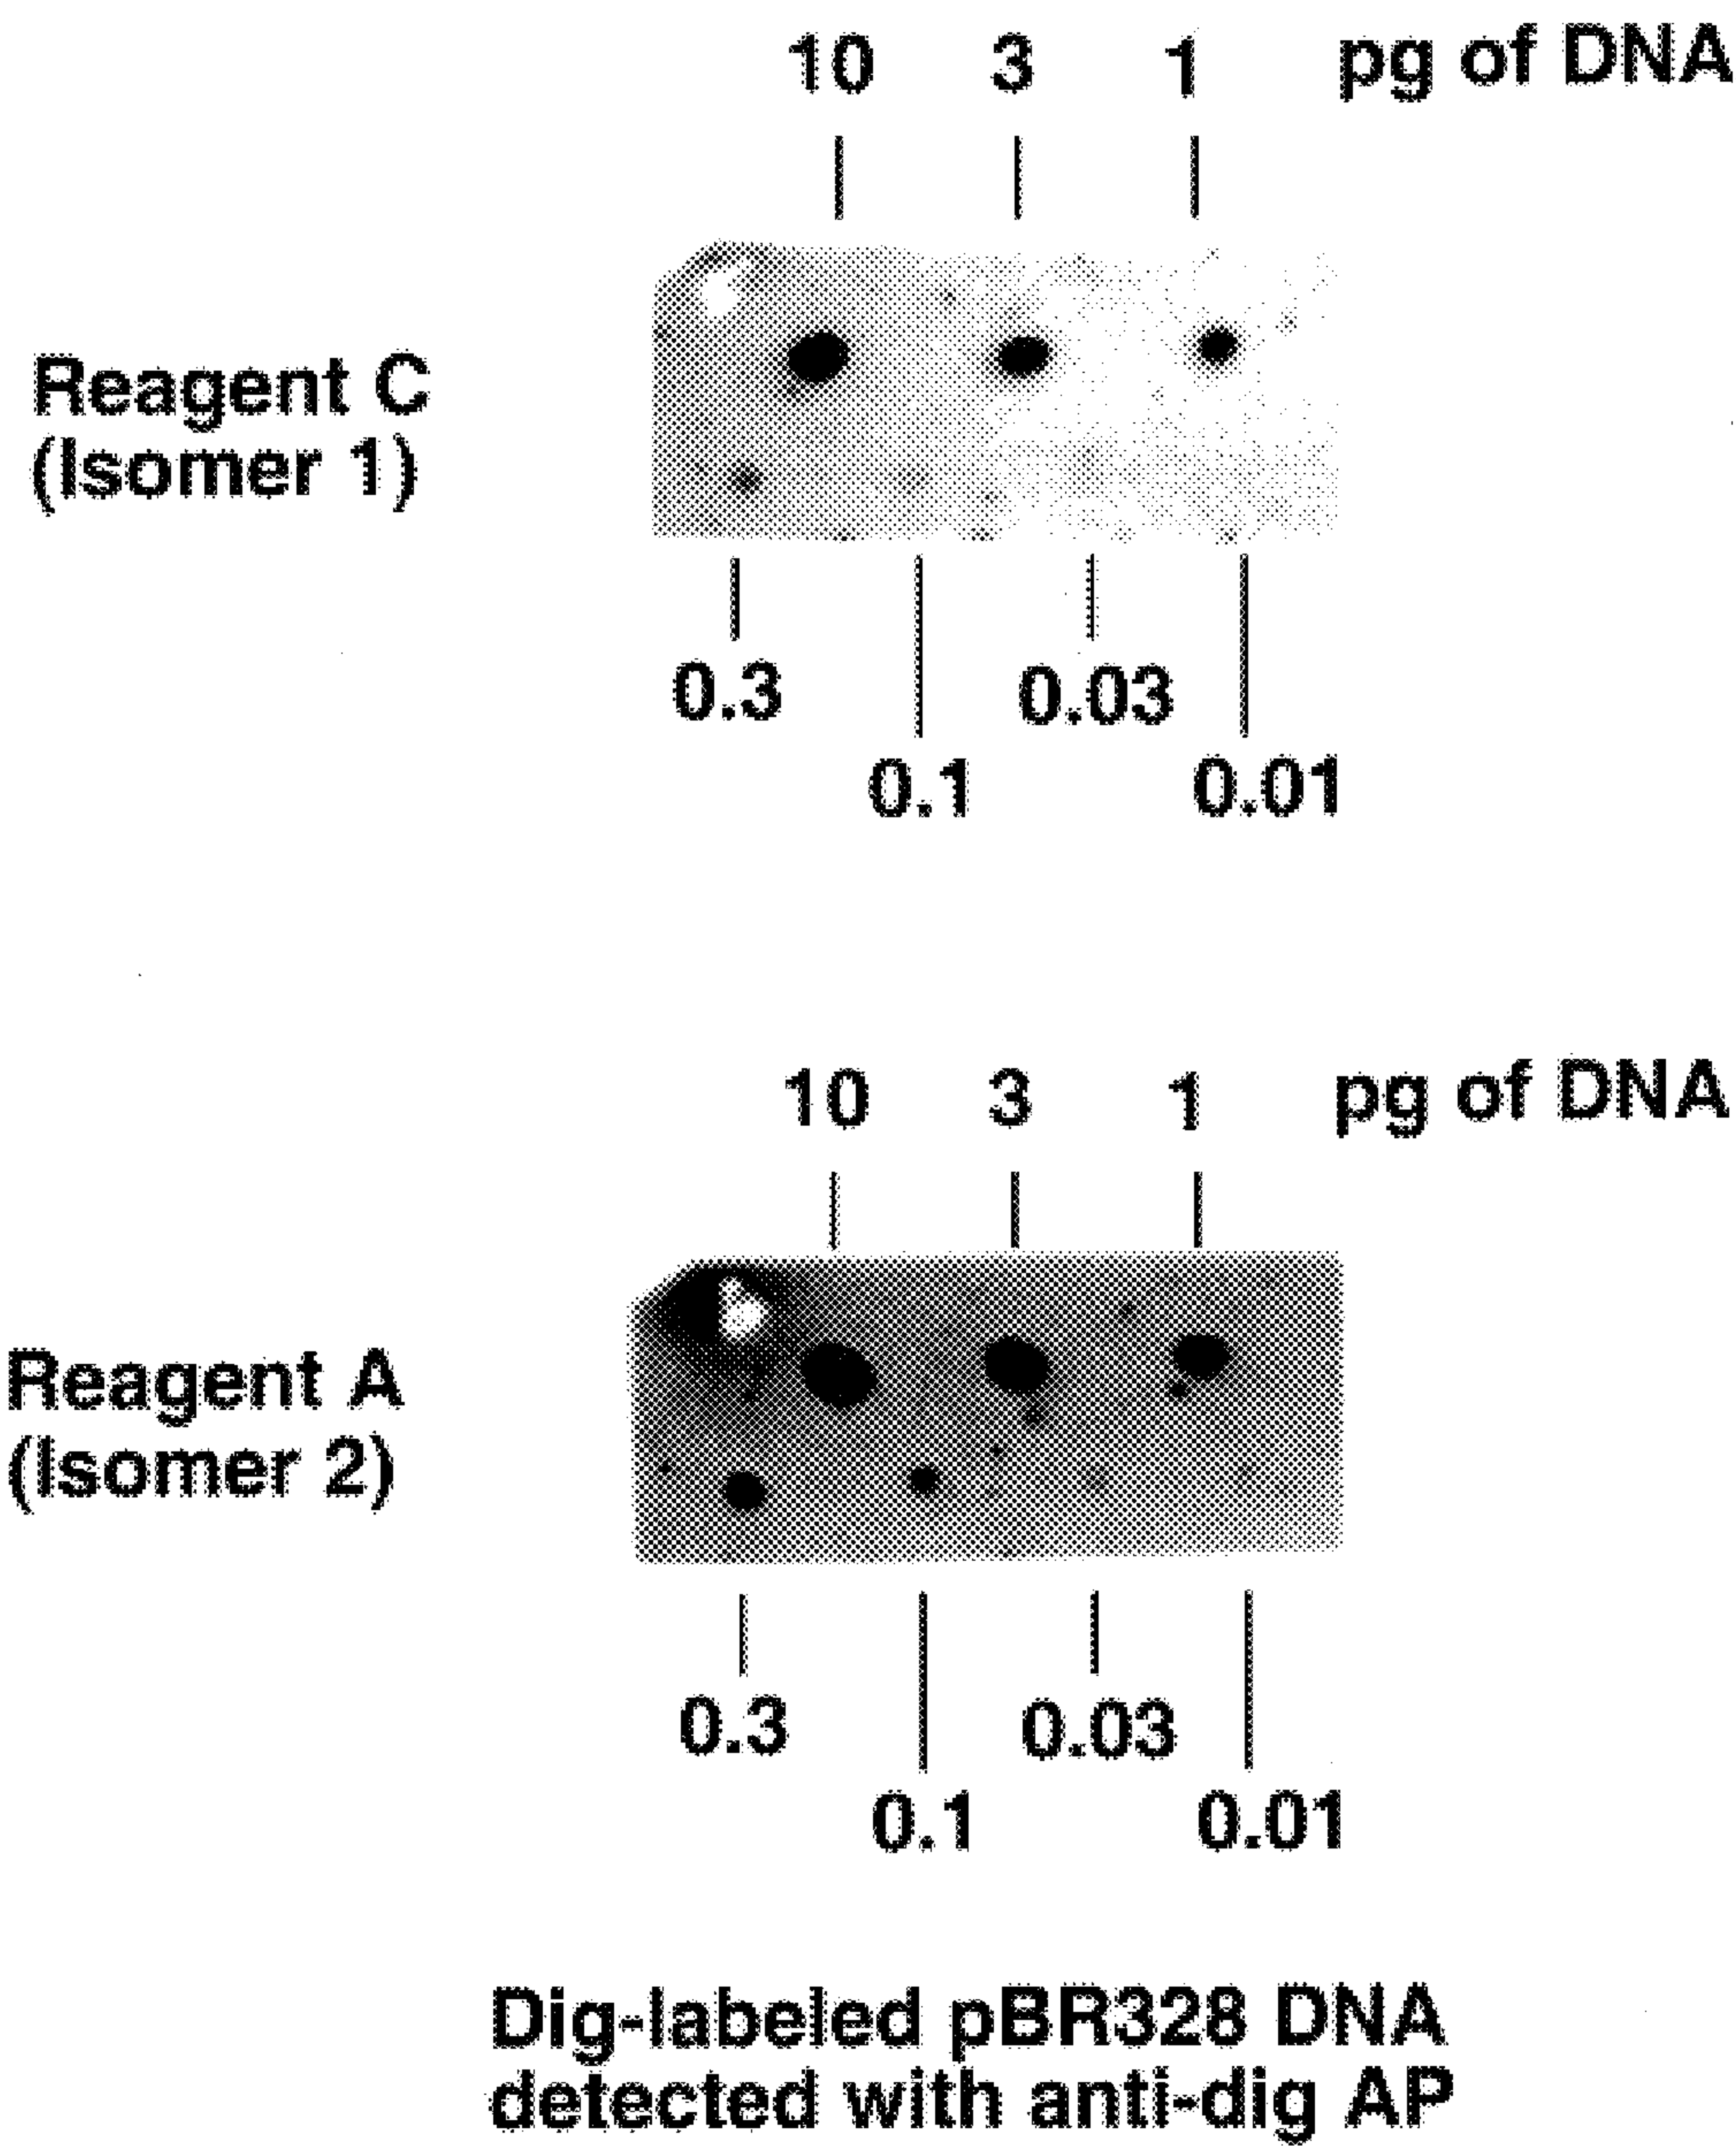 10 3 1 pg of DNA
Reagent C
(Isomer 1)
0.3 0.03
0.1 0.01
10 3 1 pg of DNA
Reagent A
(Isomer 2)
0.3 0.03
0.1 0.01
Dig-labeled pBR328 DNA
detected with anti-dig AP